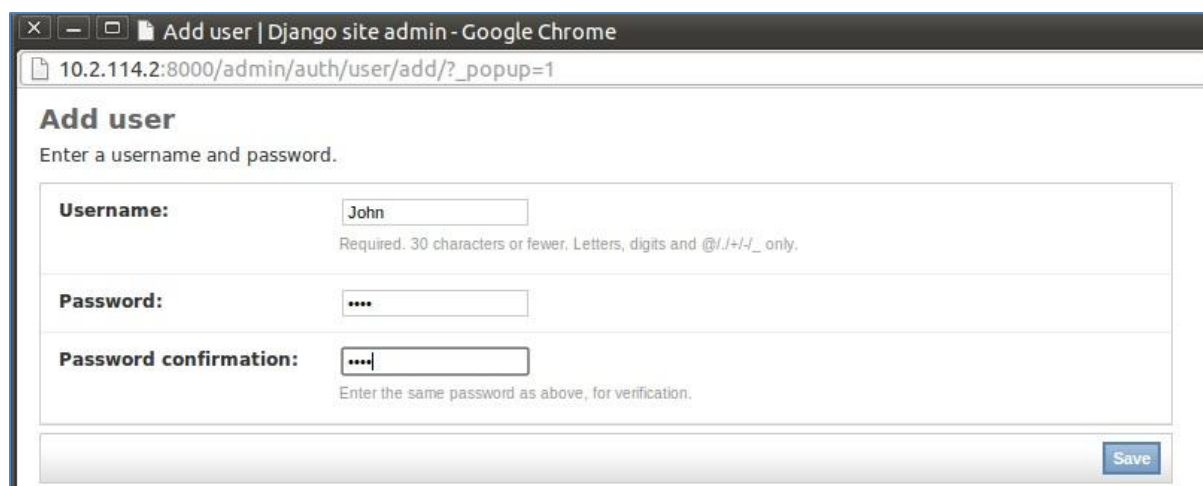 Add user | Django site admin - Google Chrome
10.2.114.2:8000/admin/auth/user/add/?_popup=1
Add user
Enter a username and password.
Username: John
Required. 30 characters or fewer. Letters, digits and @/./+/-/_ only.
Password: ••••
Password confirmation: ••••
Enter the same password as above, for verification.
Save